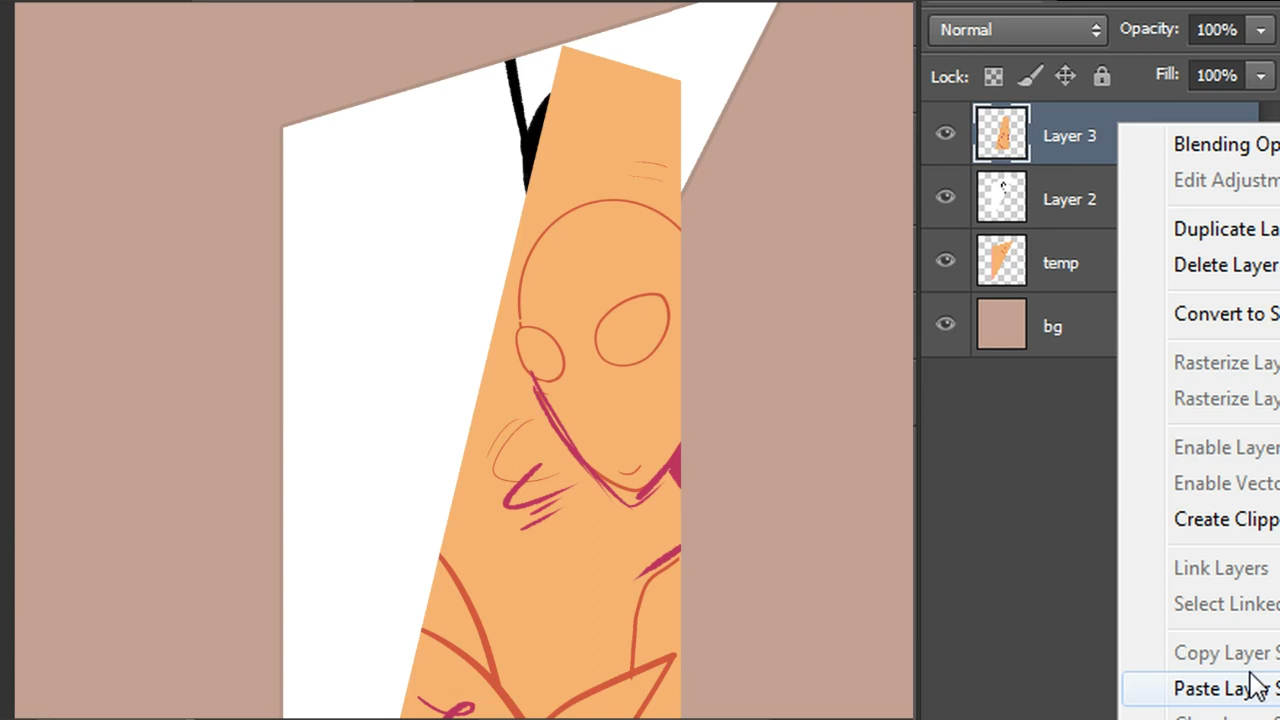 Normal Opacity: 100%
Lock: Fill: 100%
Layer 3
Layer 2
temp
bg
Blending Op
Edit Adjustm
Duplicate La
Delete Layer
Convert to S
Rasterize Lay
Rasterize Lay
Enable Layer
Enable Vecto
Create Clipp
Link Layers
Select Linked
Copy Layer S
Paste Layer S